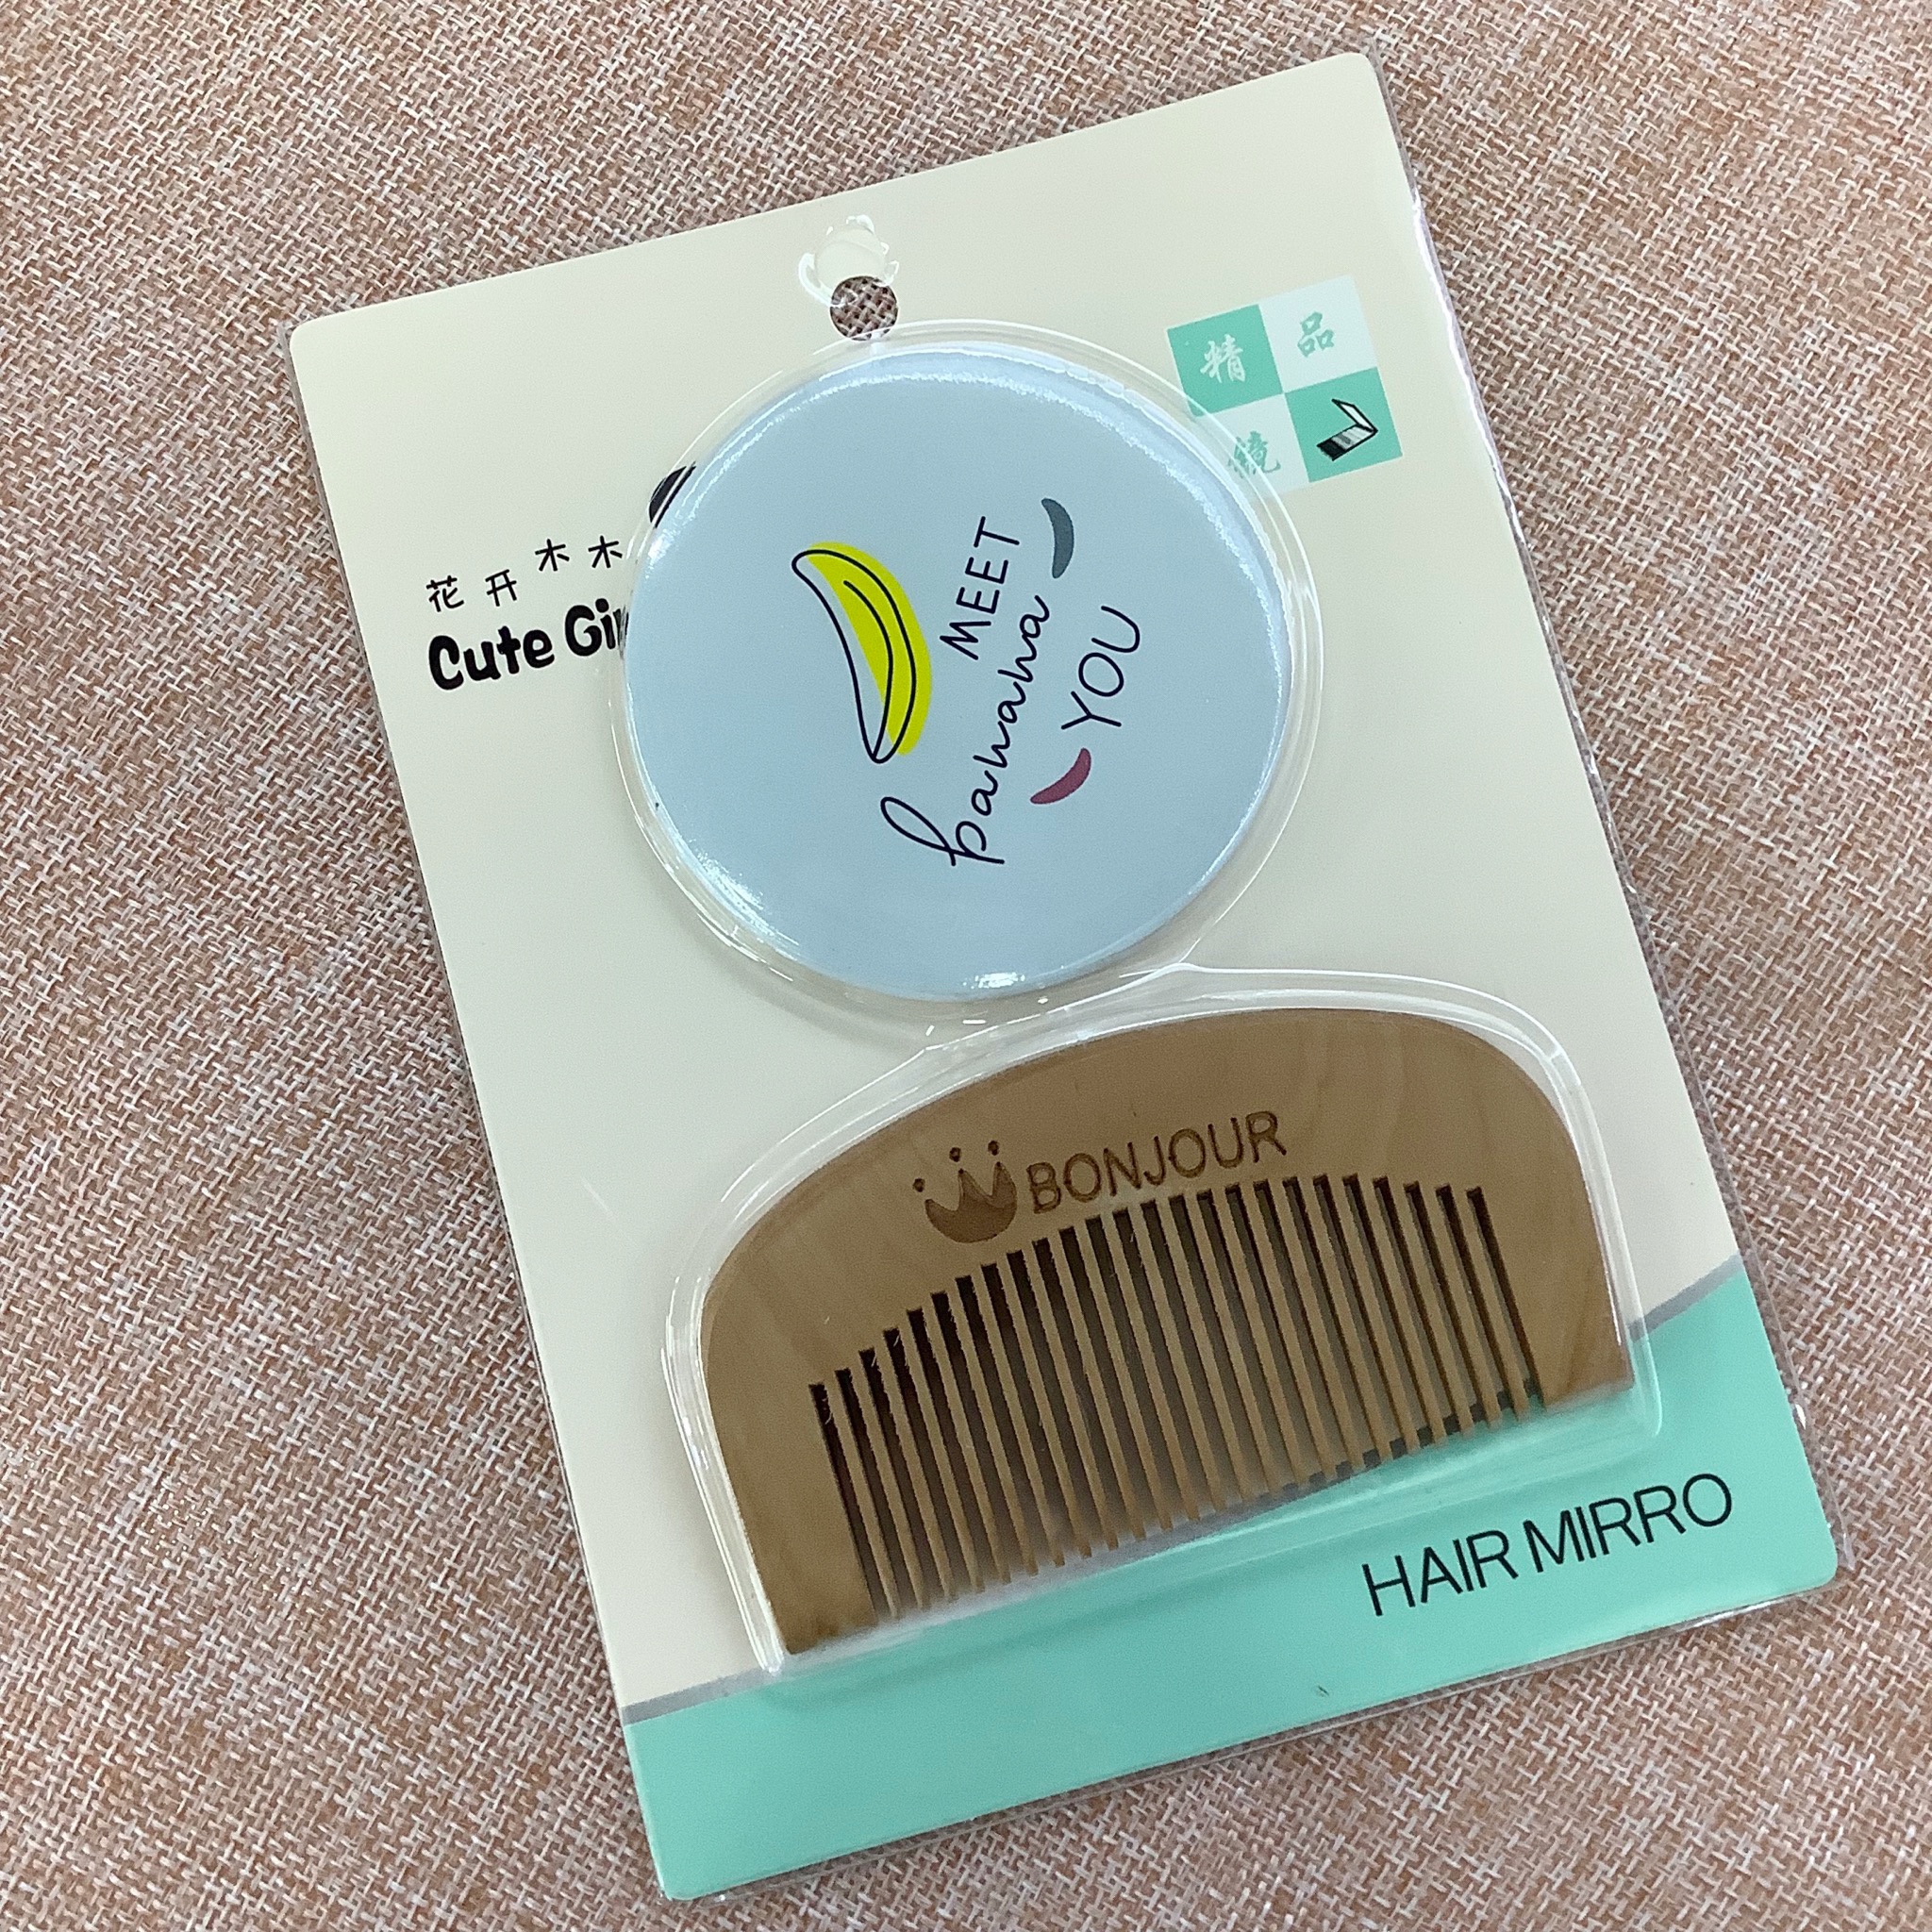 精 品
镜
花开木木
Cute Gir
MEET
banana
YOU
BONJOUR
HAIR MIRRO